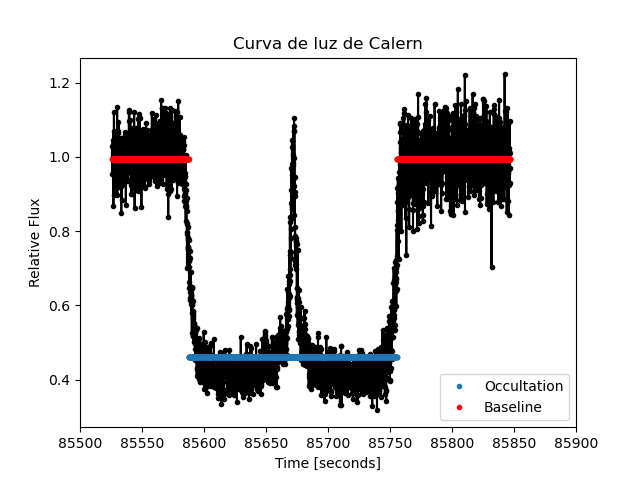 Curva de luz de Calern
1.2
1.0
0.8
0.6
0.4
Relative Flux
Occultation
Baseline
85500 85550 85600 85650 85700 85750 85800 85850 85900
Time [seconds]